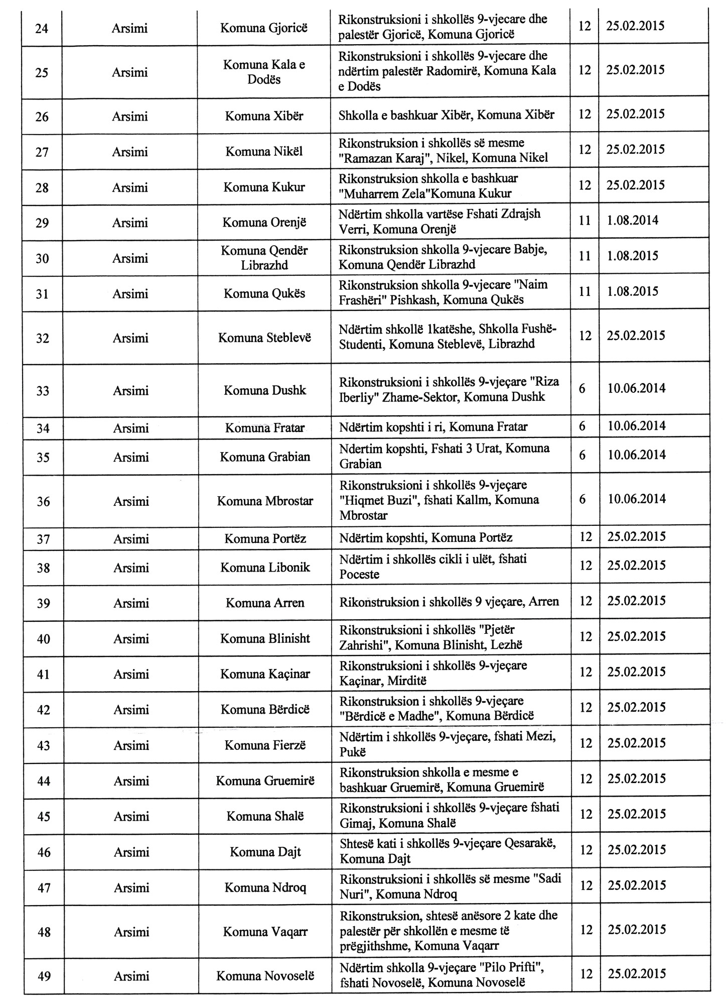 24 Arsimi Komuna Gjoricë Rikonstruksioni i shkollës 9-vjecare dhe 12 25.02.2015
palestër Gjoricë, Komuna Gjoricë
25 Arsimi Komuna Kala e Rikonstruksioni i shkollës 9-vjecare dhe 12 25.02.2015
Dodës ndërtim palestër Radomirë, Komuna Kala
e Dodës
26 Arsimi Komuna Xibër Shkolla e bashkuar Xibër, Komuna Xibër 12 25.02.2015
27 Arsimi Komuna Nikël Rikonstruksion i shkollës së mesme 12 25.02.2015
"Ramazan Karaj", Nikel, Komuna Nikel
28 Arsimi Komuna Kukur Rikonstruksion shkolla e bashkuar 12 25.02.2015
"Muharrem Zela"Komuna Kukur
29 Arsimi Komuna Orenjë Ndërtim shkolla vartëse Fshati Zdrajsh 11 1.08.2014
Verri, Komuna Orenjë
30 Arsimi Komuna Qendër Rikonstruksion shkolla 9-vjecare Babje, 11 1.08.2015
Librazhd Komuna Qendër Librazhd
31 Arsimi Komuna Qukës Rikonstruksion shkolla 9-vjecare "Naim 11 1.08.2015
Frashëri" Pishkash, Komuna Qukës
32 Arsimi Komuna Steblevë Ndërtim shkollë 1katëshe, Shkolla Fushë- 12 25.02.2015
Studenti, Komuna Steblevë, Librazhd
33 Arsimi Komuna Dushk Rikonstruksioni i shkollës 9-vjeçare "Riza 6 10.06.2014
Iberliy" Zhame-Sektor, Komuna Dushk
34 Arsimi Komuna Fratar Ndërtim kopshti i ri, Komuna Fratar 6 10.06.2014
35 Arsimi Komuna Grabian Ndertim kopshti, Fshati 3 Urat, Komuna 6 10.06.2014
Grabian
36 Arsimi Komuna Mbrostar Rikonstruksioni i shkollës 9-vjeçare 6 10.06.2014
"Hiqmet Buzi", fshati Kallm, Komuna
Mbrostar
37 Arsimi Komuna Portëz Ndërtim kopshti, Komuna Portëz 12 25.02.2015
38 Arsimi Komuna Libonik Ndërtim i shkollës cikli i ulët, fshati 12 25.02.2015
Poceste
39 Arsimi Komuna Arren Rikonstruksion i shkollës 9 vjeçare, Arren 12 25.02.2015
40 Arsimi Komuna Blinisht Rikonstruksioni i shkollës "Pjetër 12 25.02.2015
Zahrishi", Komuna Blinisht, Lezhë
41 Arsimi Komuna Kaçinar Rikonstruksioni i shkollës 9-vjeçare 12 25.02.2015
Kaçinar, Mirditë
42 Arsimi Komuna Bërdicë Rikonstruksion i shkollës 9-vjeçare 12 25.02.2015
"Bërdicë e Madhe", Komuna Bërdicë
43 Arsimi Komuna Fierzë Ndërtim i shkollës 9-vjeçare, fshati Mezi, 12 25.02.2015
Pukë
44 Arsimi Komuna Gruemirë Rikonstruksion shkolla e mesme e 12 25.02.2015
bashkuar Gruemirë, Komuna Gruemirë
45 Arsimi Komuna Shalë Rikonstruksioni i shkollës 9-vjeçare fshati 12 25.02.2015
Gimaj, Komuna Shalë
46 Arsimi Komuna Dajt Shtesë kati i shkollës 9-vjeçare Qesarakë, 12 25.02.2015
Komuna Dajt
47 Arsimi Komuna Ndroq Rikonstruksioni i shkollës së mesme "Sadi 12 25.02.2015
Nuri", Komuna Ndroq
48 Arsimi Komuna Vaqarr Rikonstruksion, shtesë anësore 2 kate dhe 12 25.02.2015
palestër për shkollën e mesme të
prëgjithshme, Komuna Vaqarr
49 Arsimi Komuna Novoselë Ndërtim shkolla 9-vjeçare "Pilo Prifti", 12 25.02.2015
fshati Novoselë, Komuna Novoselë